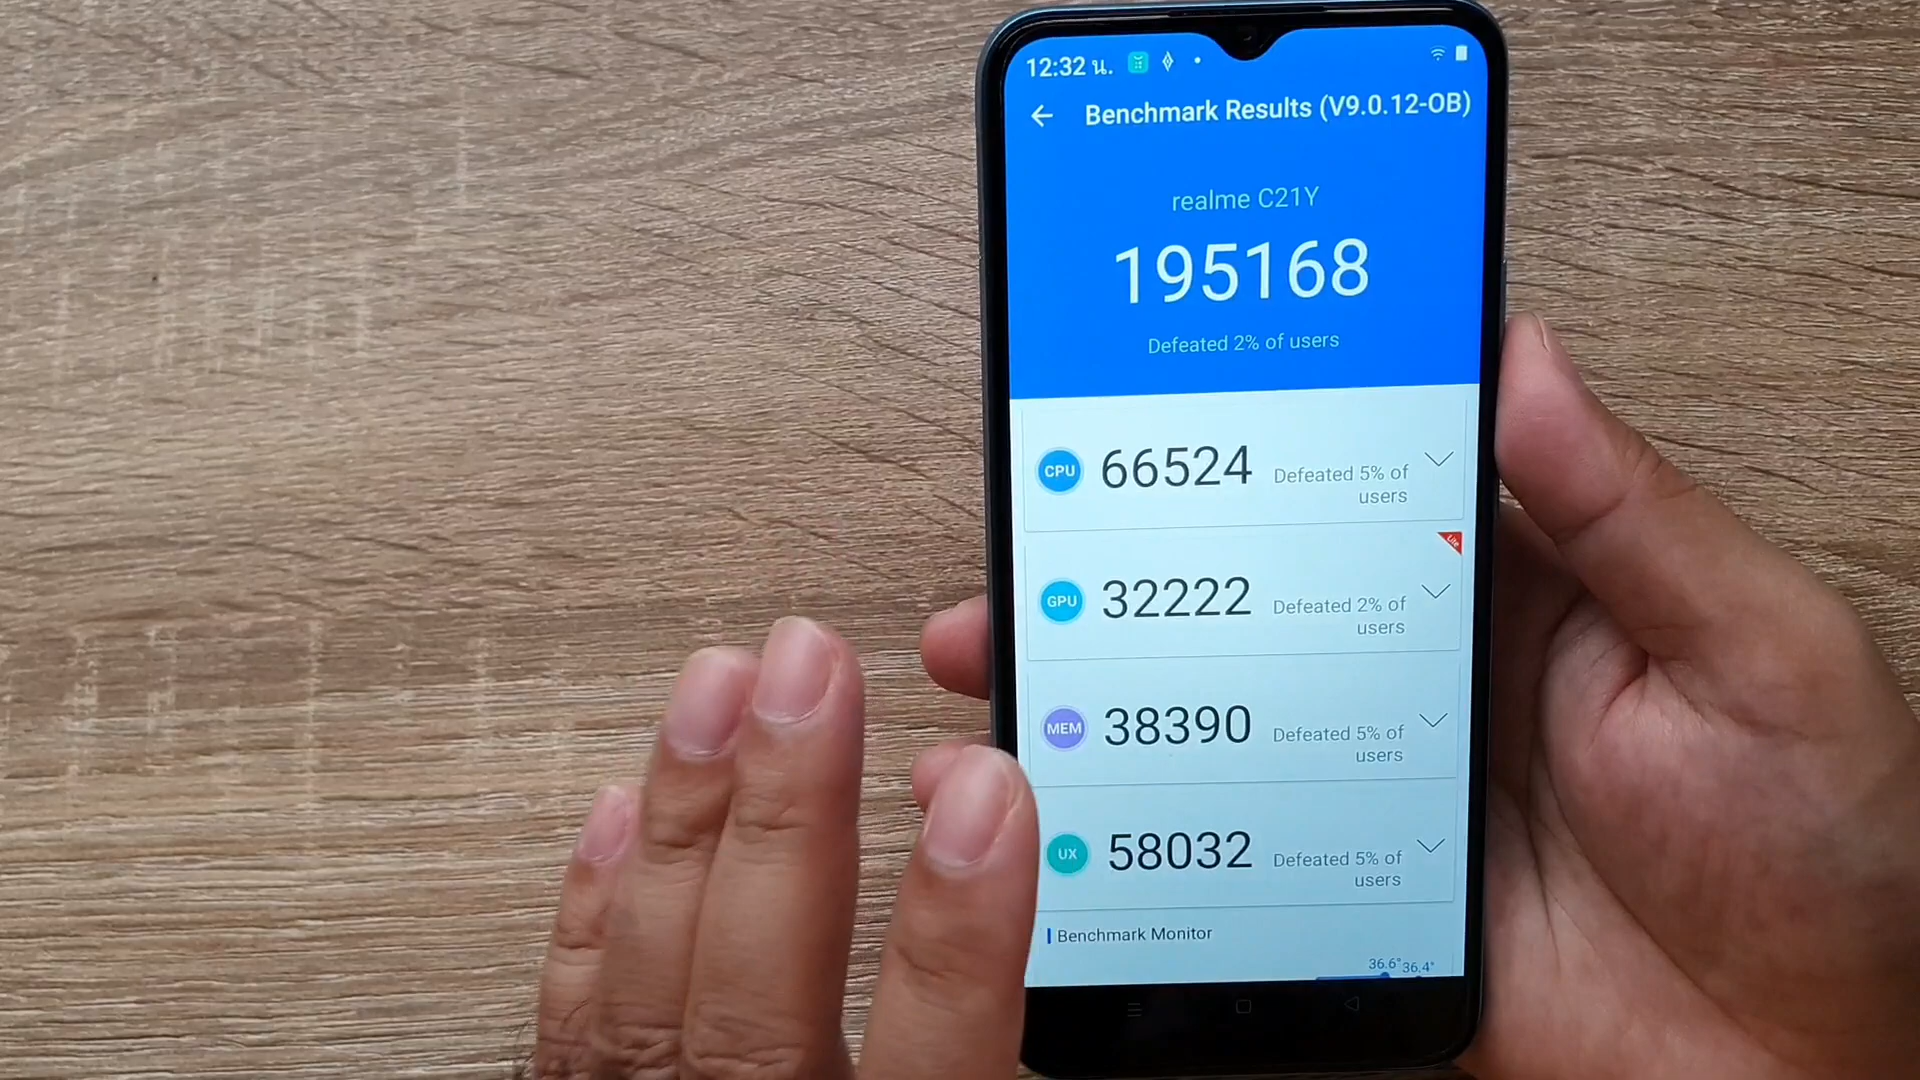 12:32 น.
Benchmark Results (V9.0.12-OB)
realme C21Y
195168
Defeated 2% of users
CPU 66524 Defeated 5% of
users
Lite
GPU 32222 Defeated 2% of
users
MEM 38390 Defeated 5% of
users
UX 58032 Defeated 5% of
users
Benchmark Monitor
36.6° 36.4°